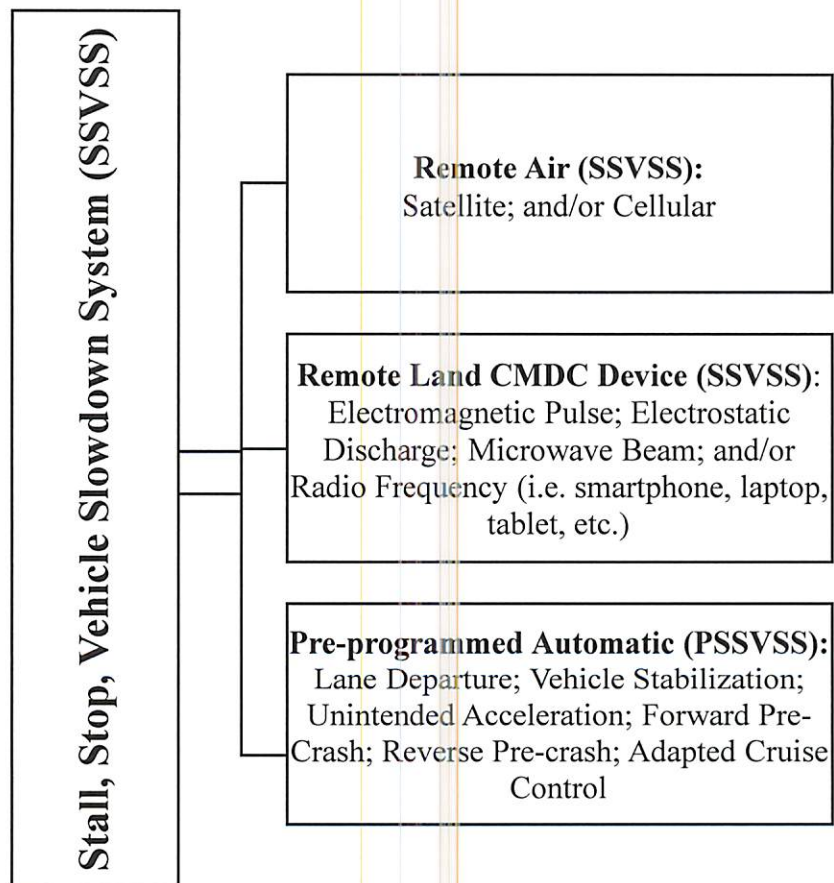 Stall, Stop, Vehicle Slowdown System (SSVSS)
Remote Air (SSVSS):
Satellite; and/or Cellular
Remote Land CMDC Device (SSVSS):
Electromagnetic Pulse; Electrostatic
Discharge; Microwave Beam; and/or
Radio Frequency (i.e. smartphone, laptop,
tablet, etc.)
Pre-programmed Automatic (PSSVSS):
Lane Departure; Vehicle Stabilization;
Unintended Acceleration; Forward Pre-
Crash; Reverse Pre-crash; Adapted Cruise
Control